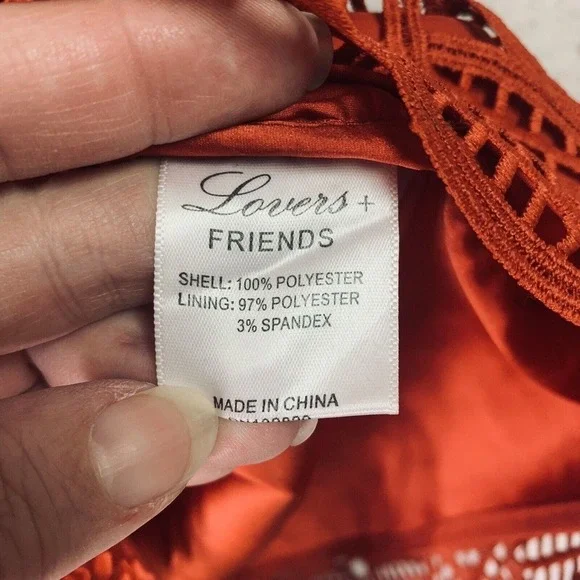 Lovers +
FRIENDS
SHELL: 100% POLYESTER
LINING: 97% POLYESTER
3% SPANDEX
MADE IN CHINA